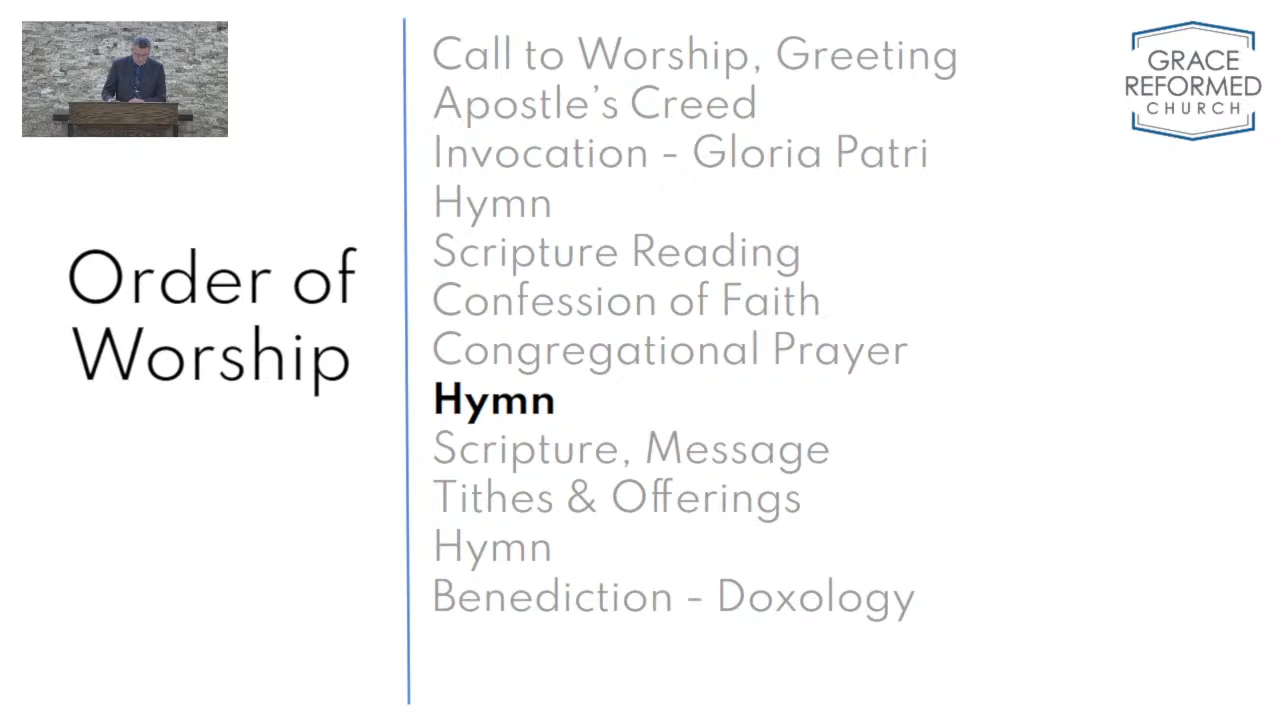 Order of
Worship
Call to Worship, Greeting
Apostle's Creed
Invocation - Gloria Patri
Hymn
Scripture Reading
Confession of Faith
Congregational Prayer
Hymn
Scripture, Message
Tithes & Offerings
Hymn
Benediction - Doxology
GRACE
REFORMED
CHURCH